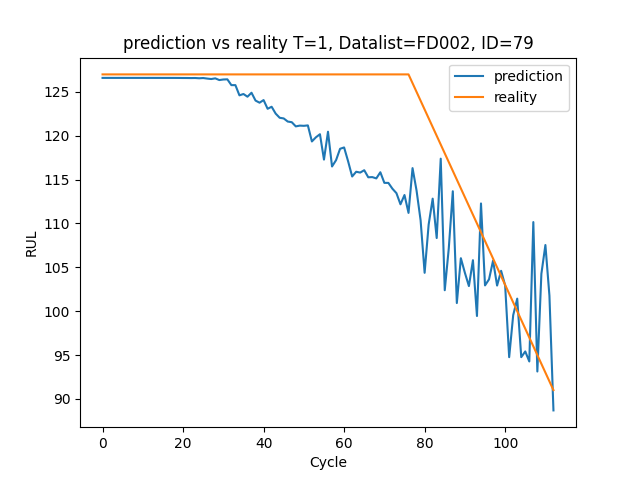 prediction vs reality T=1, Datalist=FD002, ID=79
prediction
reality
125
120
115
110
105
100
95
90
RUL
0
20
40
60
80
100
Cycle